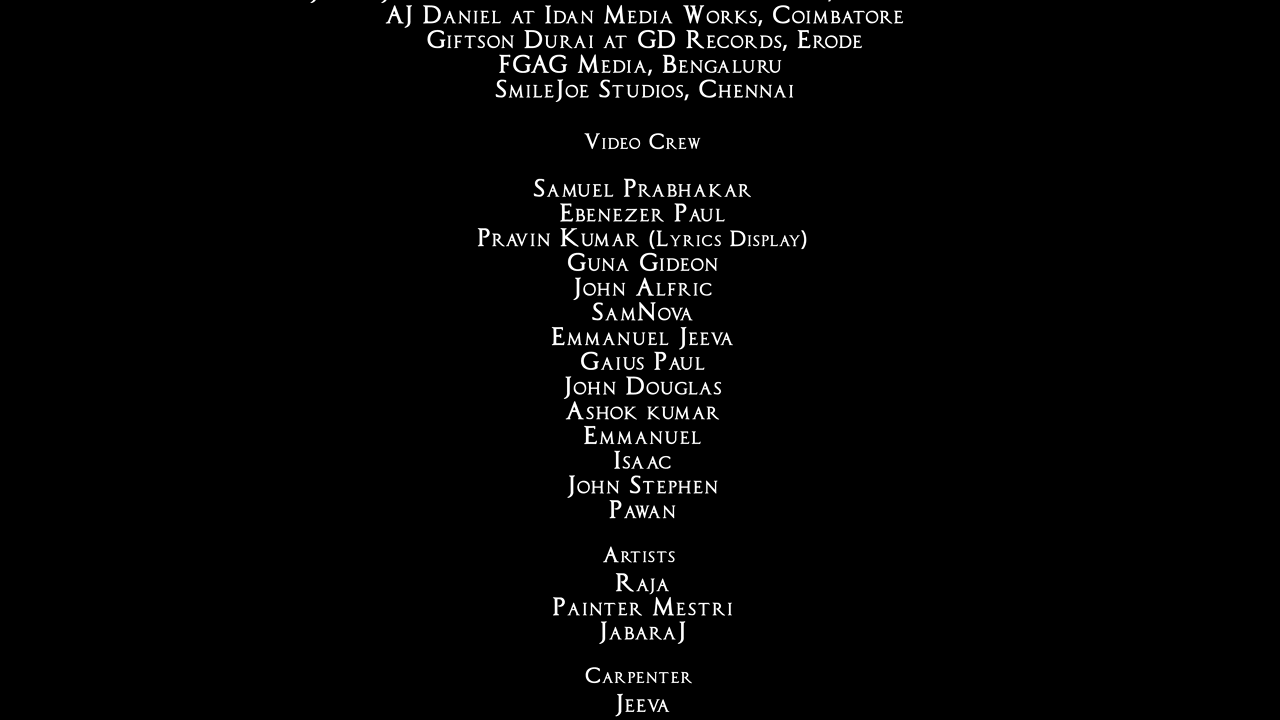 AJ Daniel at Idan Media Works, Coimbatore
Giftson Durai at GD Records, Erode
FGAG Media, Bengaluru
SmileJoe Studios, Chennai
Video Crew
Samuel Prabhakar
Ebenezer Paul
Pravin Kumar (Lyrics Display)
Guna Gideon
John Alfric
SamNova
Emmanuel Jeeva
Gaius Paul
John Douglas
Ashok kumar
Emmanuel
Isaac
John Stephen
Pawan
Artists
Raja
Painter Mestri
JabaraJ
Carpenter
Jeeva